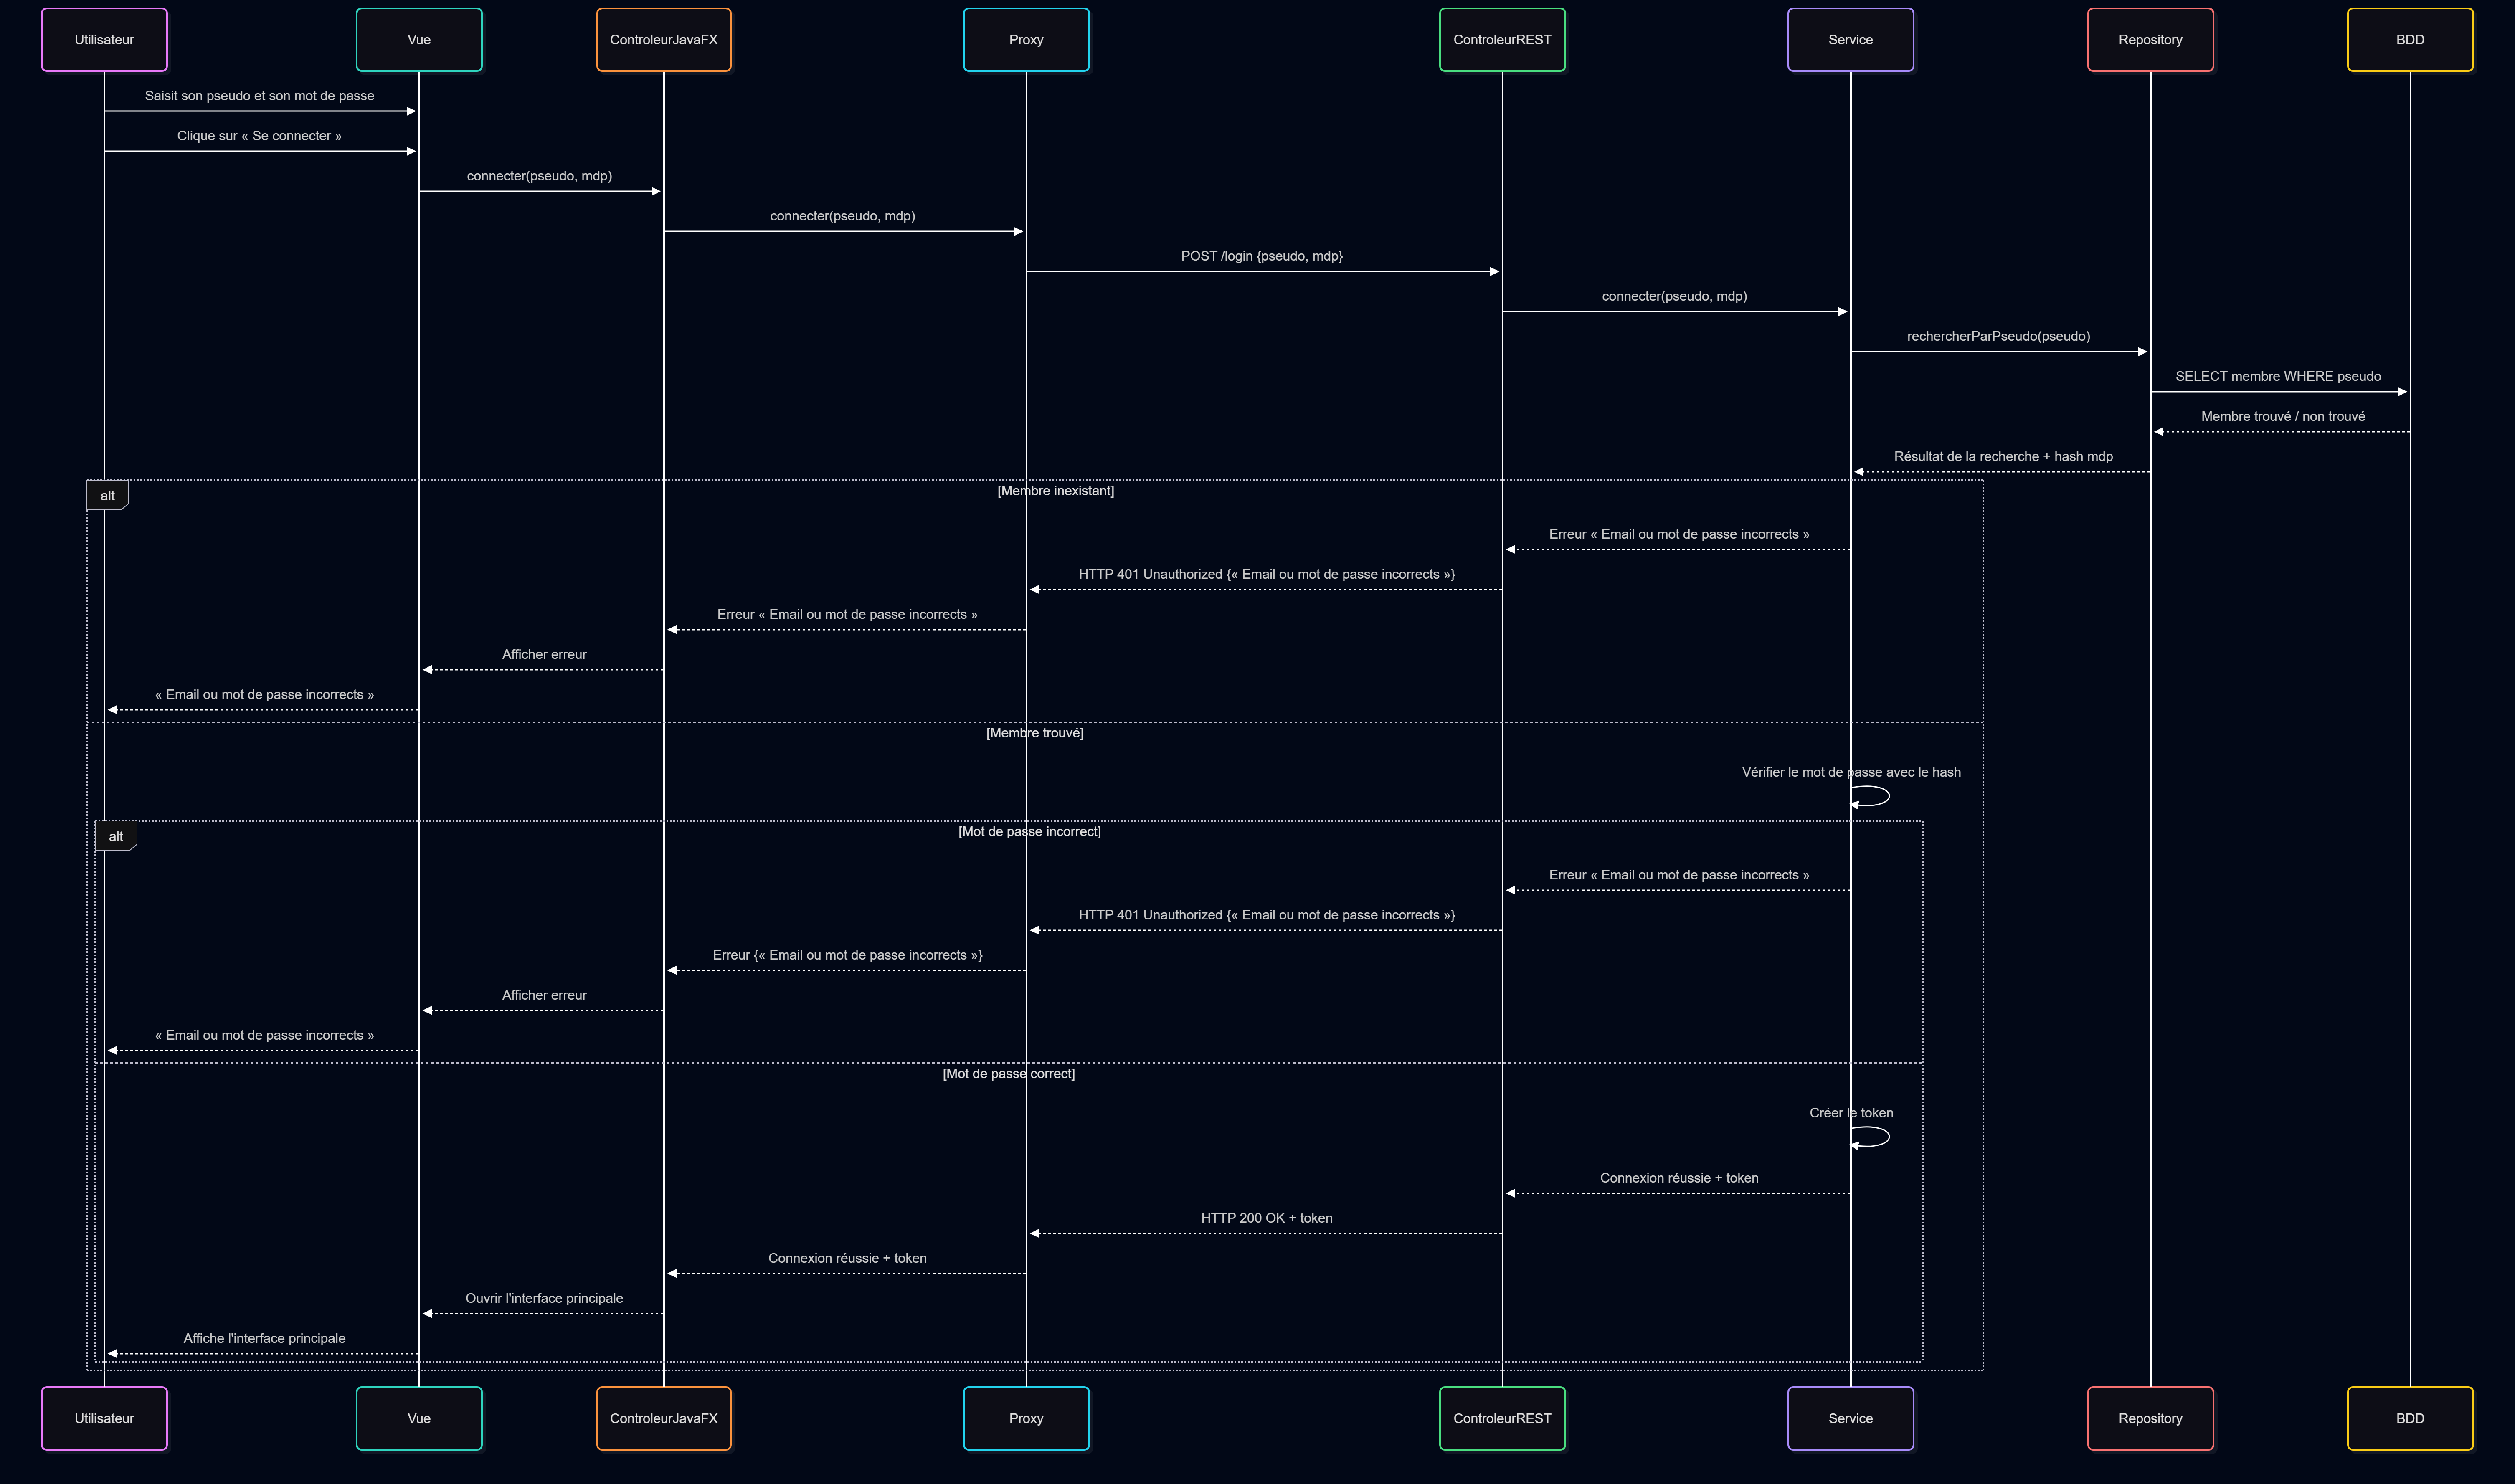 Utilisateur
Vue
ControleurJavaFX
Proxy
ControleurREST
Service
Repository
BDD
Saisit son pseudo et son mot de passe
Clique sur « Se connecter »
connecter(pseudo, mdp)
connecter(pseudo, mdp)
POST /login {pseudo, mdp}
connecter(pseudo, mdp)
rechercherParPseudo(pseudo)
SELECT membre WHERE pseudo
Membre trouvé / non trouvé
Résultat de la recherche + hash mdp
alt
[Membre inexistant]
Erreur « Email ou mot de passe incorrects »
HTTP 401 Unauthorized {« Email ou mot de passe incorrects »}
Erreur « Email ou mot de passe incorrects »
Afficher erreur
« Email ou mot de passe incorrects »
[Membre trouvé]
Vérifier le mot de passe avec le hash
alt
[Mot de passe incorrect]
Erreur « Email ou mot de passe incorrects »
HTTP 401 Unauthorized {« Email ou mot de passe incorrects »}
Erreur {« Email ou mot de passe incorrects »}
Afficher erreur
« Email ou mot de passe incorrects »
[Mot de passe correct]
Créer le token
Connexion réussie + token
HTTP 200 OK + token
Connexion réussie + token
Ouvrir l'interface principale
Affiche l'interface principale
Utilisateur
Vue
ControleurJavaFX
Proxy
ControleurREST
Service
Repository
BDD